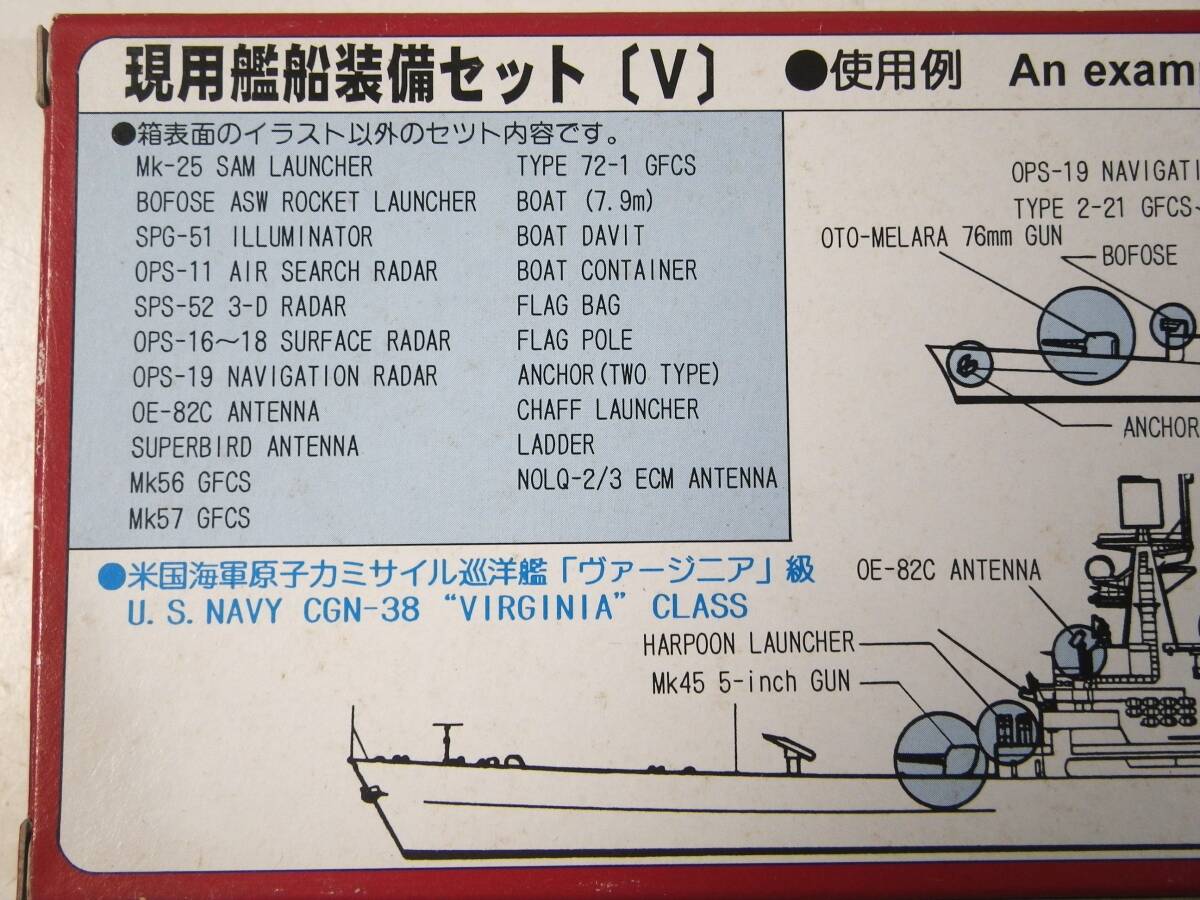 現用艦船装備セット〔V〕 ●使用例 An exam
●箱表面のイラスト以外のセツト内容です。
Mk-25 SAM LAUNCHER
BOFOSE ASW ROCKET LAUNCHER
SPG-51 ILLUMINATOR
OPS-11 AIR SEARCH RADAR
SPS-52 3-D RADAR
OPS-16～18 SURFACE RADAR
OPS-19 NAVIGATION RADAR
OE-82C ANTENNA
SUPERBIRD ANTENNA
Mk56 GFCS
Mk57 GFCS
TYPE 72-1 GFCS
BOAT (7.9m)
BOAT DAVIT
BOAT CONTAINER
FLAG BAG
FLAG POLE
ANCHOR(TWO TYPE)
CHAFF LAUNCHER
LADDER
NOLQ-2/3 ECM ANTENNA
OPS-19 NAVIGATI
TYPE 2-21 GFCS
OTO-MELARA 76mm GUN
BOFOSE
ANCHOR
●米国海軍原子力ミサイル巡洋艦「ヴァージニア」級
U.S.NAVY CGN-38 "VIRGINIA" CLASS
OE-82C ANTENNA
HARPOON LAUNCHER
Mk45 5-inch GUN